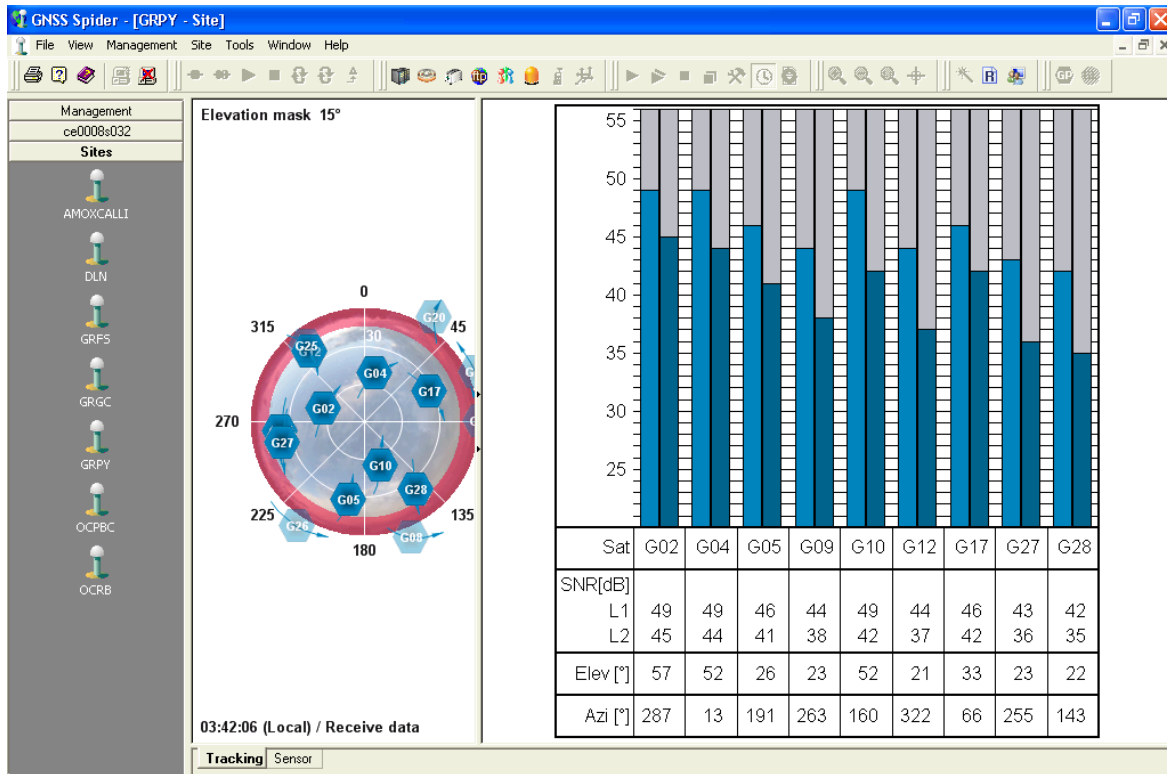 GNSS Spider - [GRPY - Site]
File View Management Site Tools Window Help
Management
ce0008s032
Sites
AMOXCALLI
DLN
GRFS
GRGC
GRPY
OCPBC
OCRB
Elevation mask 15°
0
315
45
30
G20
G25
G12
G04
G17
G02
270
G27
G10
G28
G05
225
G26
G08
135
180
03:42:06 (Local) / Receive data
Tracking Sensor
55
50
45
40
35
30
25
Sat G02 G04 G05 G09 G10 G12 G17 G27 G28
SNR[dB]
L1 49 49 46 44 49 44 46 43 42
L2 45 44 41 38 42 37 42 36 35
Elev [°] 57 52 26 23 52 21 33 23 22
Azi [°] 287 13 191 263 160 322 66 255 143